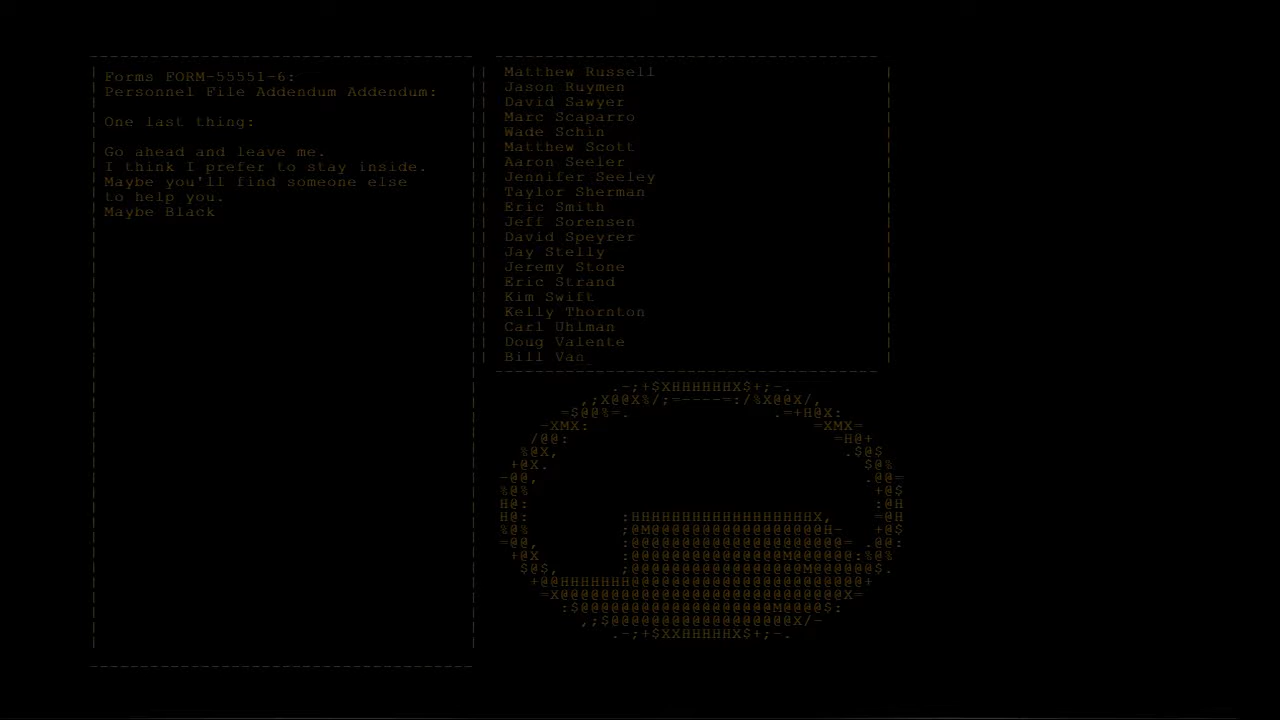 Forms FORM-55551-6:
Personnel File Addendum Addendum:
One last thing:
Go ahead and leave me.
I think I prefer to stay inside.
Maybe you'll find someone else
to help you.
Maybe Black
Matthew Russell
Jason Ruymen
David Sawyer
Marc Scaparro
Wade Schin
Matthew Scott
Aaron Seeler
Jennifer Seeley
Taylor Sherman
Eric Smith
Jeff Sorensen
David Speyrer
Jay Stelly
Jeremy Stone
Eric Strand
Kim Swift
Kelly Thornton
Carl Uhlman
Doug Valente
Bill Van_